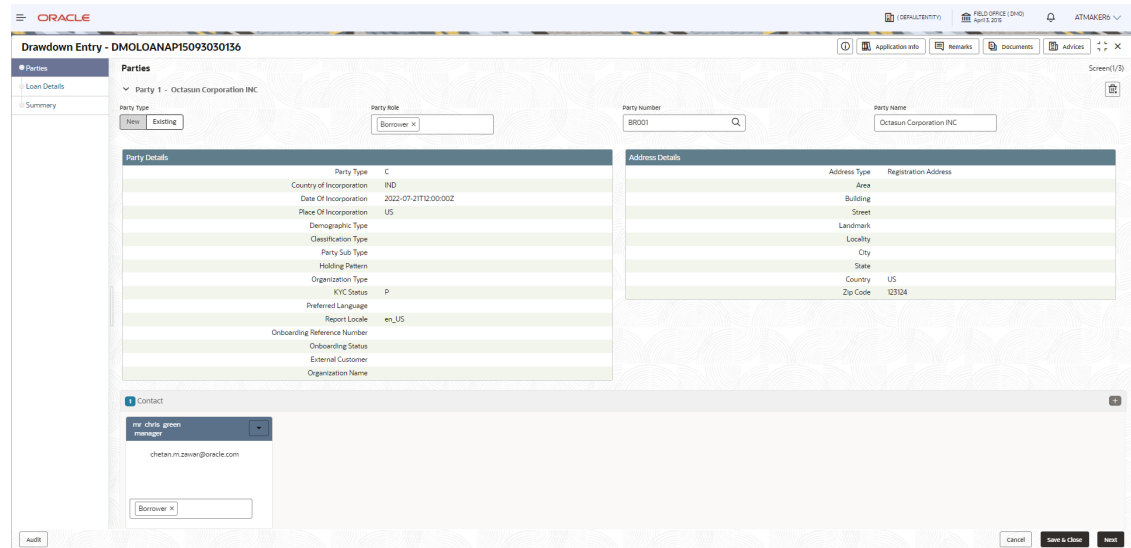 ORACLE
(DEFAULTENTITY)
FIELD OFFICE (DMO)
April 3, 2015
ATMAKER6
Drawdown Entry - DMOLOANAP15093030136
Application Info
Remarks
Documents
Advices
Parties
Loan Details
Summary
Parties
Screen(1/3)
Party 1 - Octasun Corporation INC
Party Type
Party Role
Party Number
Party Name
New Existing
Borrower ×
BR001
Octasun Corporation INC
Party Details
Party Type C
Country of Incorporation IND
Date Of Incorporation 2022-07-21T12:00:00Z
Place Of Incorporation US
Demographic Type
Classification Type
Party Sub Type
Holding Pattern
Organization Type
KYC Status P
Preferred Language
Report Locale en_US
Onboarding Reference Number
Onboarding Status
External Customer
Organization Name
Address Details
Address Type Registration Address
Area
Building
Street
Landmark
Locality
City
State
Country US
Zip Code 123124
1 Contact
mr chris green
manager
chetan.m.zawar@oracle.com
Borrower ×
Audit
Cancel
Save & Close
Next